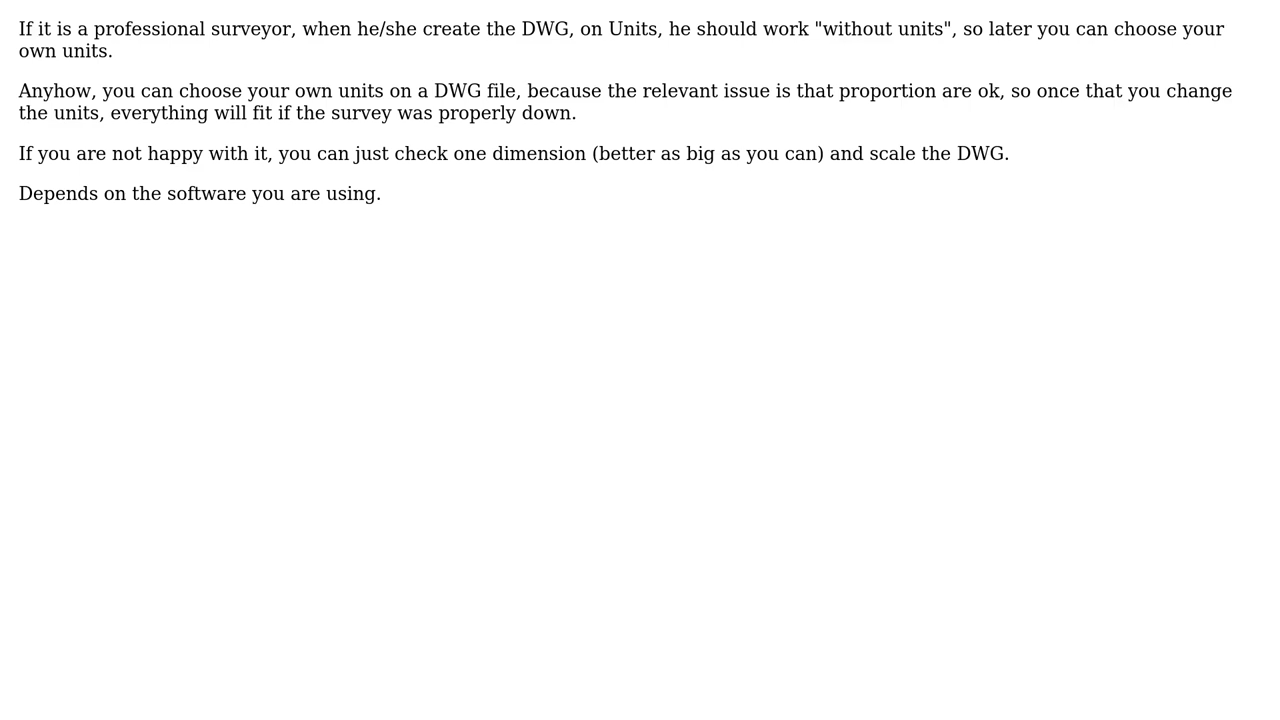 If it is a professional surveyor, when he/she create the DWG, on Units, he should work "without units", so later you can choose your
own units.
Anyhow, you can choose your own units on a DWG file, because the relevant issue is that proportion are ok, so once that you change
the units, everything will fit if the survey was properly down.
If you are not happy with it, you can just check one dimension (better as big as you can) and scale the DWG.
Depends on the software you are using.